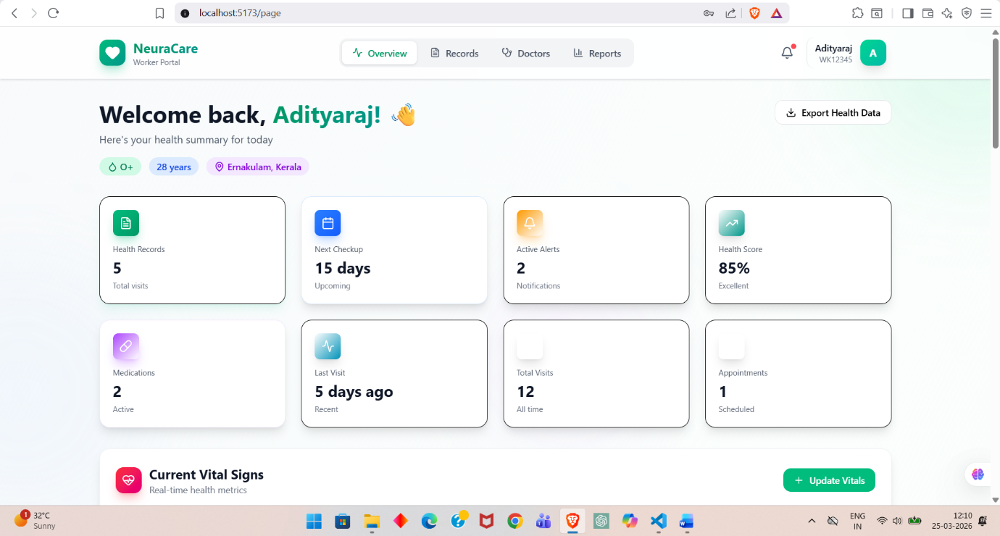 localhost:5173/page
NeuraCare
Worker Portal
Overview
Records
Doctors
Reports
Adityaraj
WK12345
A
Welcome back, Adityaraj! 👋
Here's your health summary for today
Export Health Data
O+
28 years
Ernakulam, Kerala
Health Records
5
Total visits
Next Checkup
15 days
Upcoming
Active Alerts
2
Notifications
Health Score
85%
Excellent
Medications
2
Active
Last Visit
5 days ago
Recent
Total Visits
12
All time
Appointments
1
Scheduled
Current Vital Signs
Real-time health metrics
+ Update Vitals
1
32°C
Sunny
ENG
IN
12:10
25-03-2026